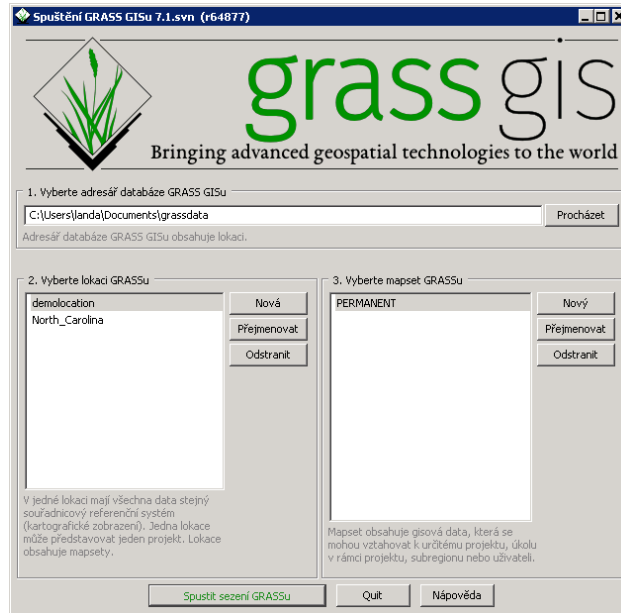 Spuštění GRASS GISu 7.1.svn (r64877)
grass gis
Bringing advanced geospatial technologies to the world
1. Vyberte adresář databáze GRASS GISu
C:\Users\landa\Documents\grassdata
Procházet
Adresář databáze GRASS GISu obsahuje lokaci.
2. Vyberte lokaci GRASSu
demolocation
North_Carolina
Nová
Přejmenovat
Odstranit
V jedné lokaci mají všechna data stejný
souřadnicový referenční systém
(kartografické zobrazení). Jedna lokace
může představovat jeden projekt. Lokace
obsahuje mapsety.
3. Vyberte mapset GRASSu
PERMANENT
Nový
Přejmenovat
Odstranit
Mapset obsahuje gisová data, která se
mohou vztahovat k určitému projektu, úkolu
v rámci projektu, subregionu nebo uživateli.
Spustit sezení GRASSu
Quit
Nápověda